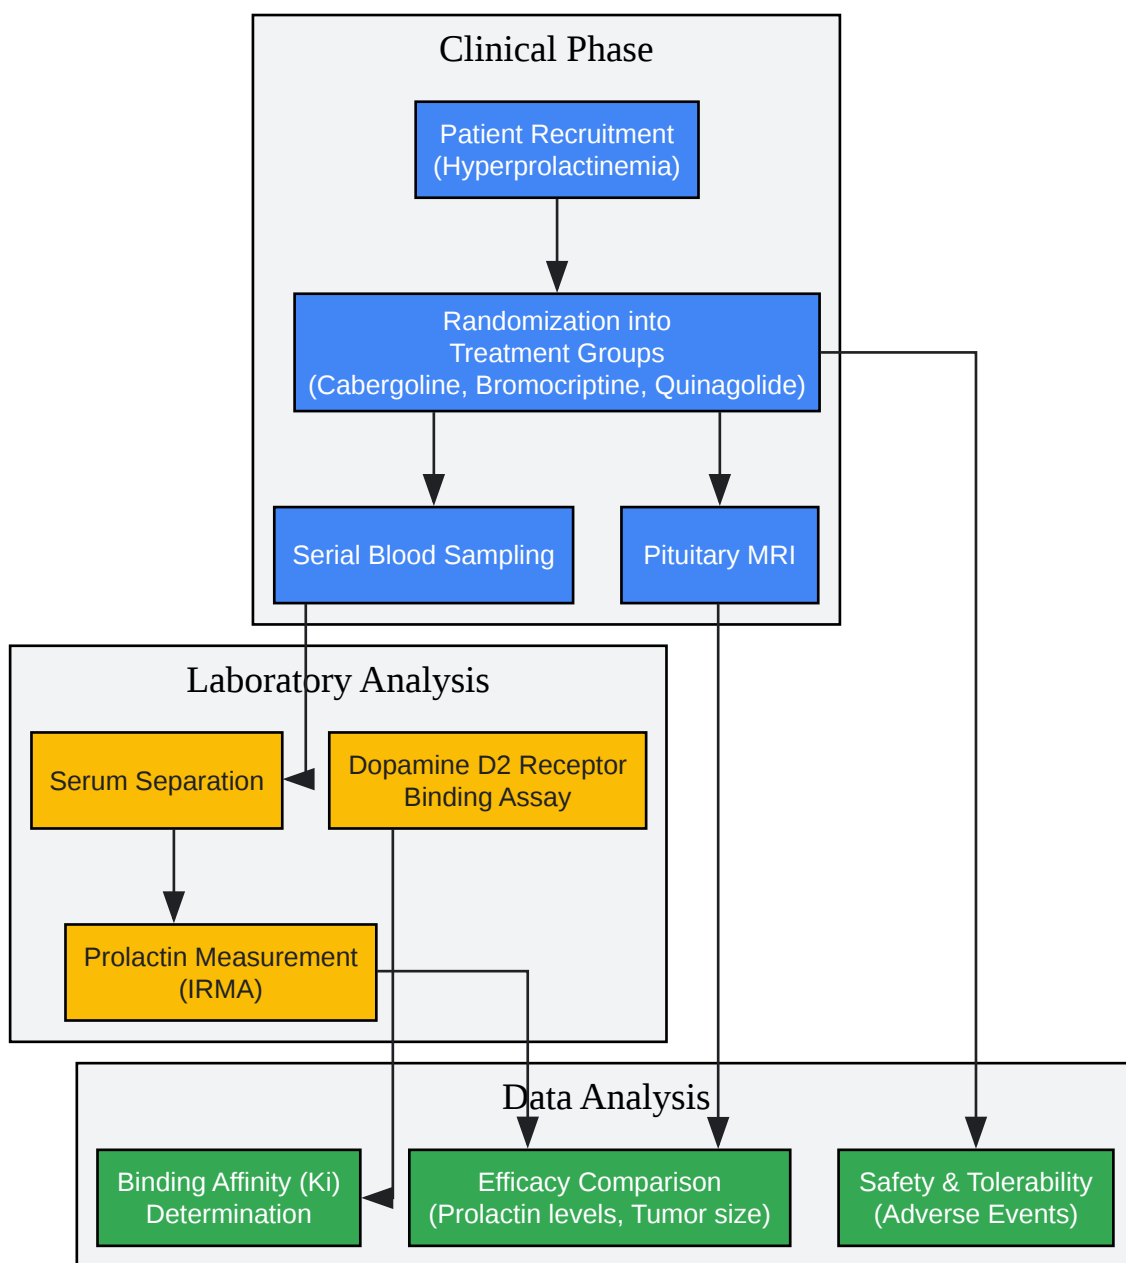 Clinical Phase
Patient Recruitment
(Hyperprolactinemia)
Randomization into
Treatment Groups
(Cabergoline, Bromocriptine, Quinagolide)
Serial Blood Sampling
Pituitary MRI
Laboratory Analysis
Serum Separation
Dopamine D2 Receptor
Binding Assay
Prolactin Measurement
(IRMA)
Data Analysis
Binding Affinity (Ki)
Determination
Efficacy Comparison
(Prolactin levels, Tumor size)
Safety & Tolerability
(Adverse Events)